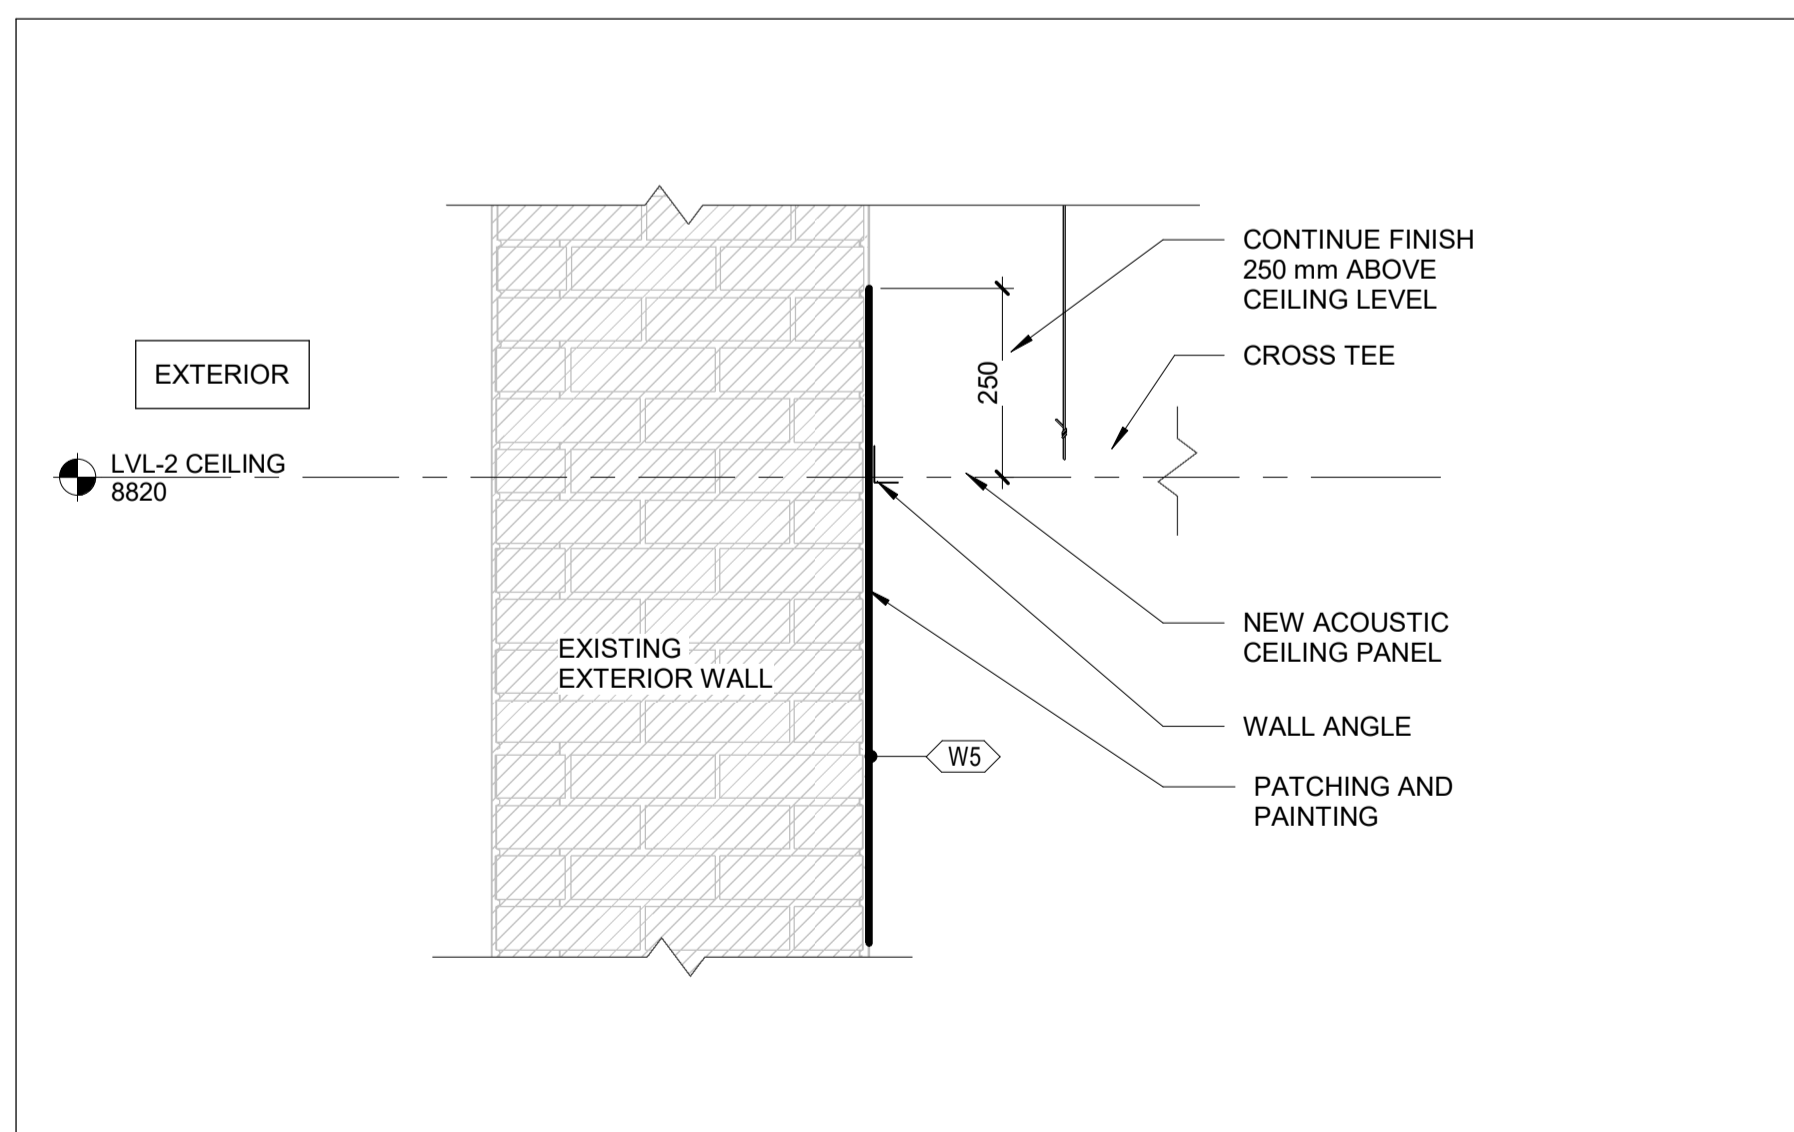 CONTINUE FINISH
250 mm ABOVE
CEILING LEVEL
CROSS TEE
EXTERIOR
250
LVL-2 CEILING
8820
NEW ACOUSTIC
CEILING PANEL
EXISTING
EXTERIOR WALL
WALL ANGLE
W5
PATCHING AND
PAINTING